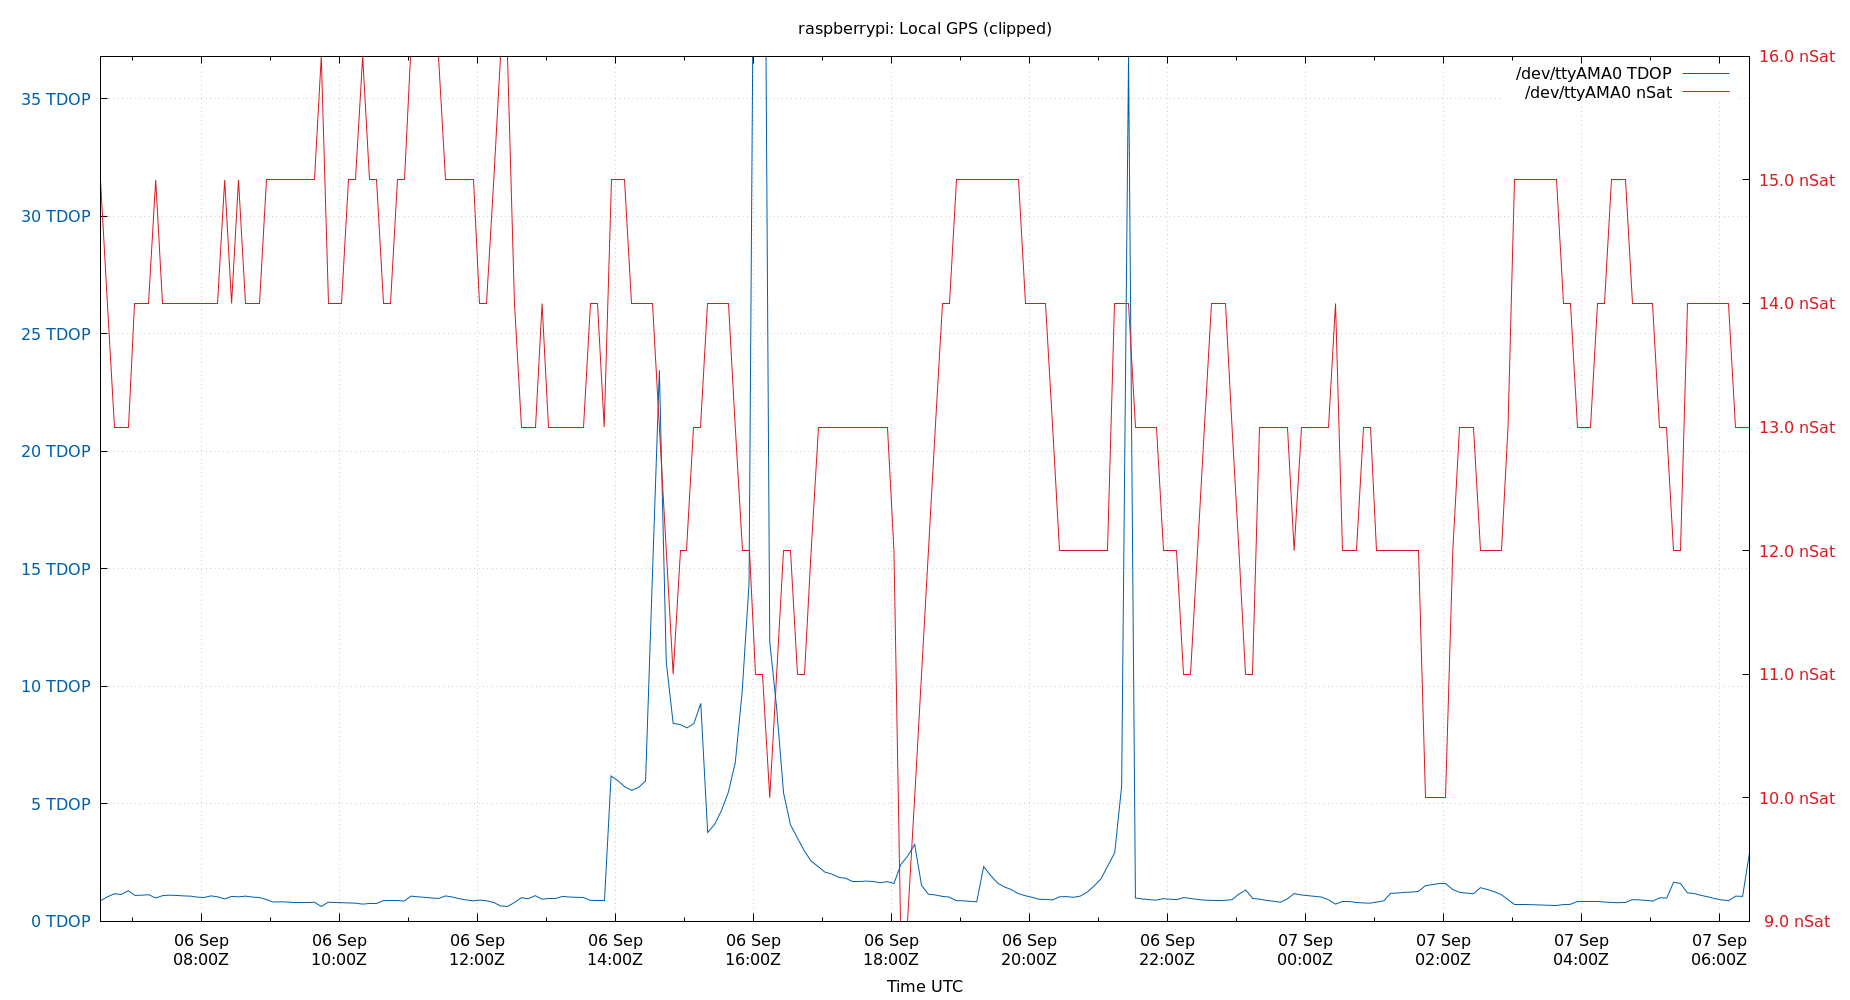 raspberrypi: Local GPS (clipped)
/dev/ttyAMA0 TDOP
/dev/ttyAMA0 nSat
35 TDOP
30 TDOP
25 TDOP
20 TDOP
15 TDOP
10 TDOP
5 TDOP
0 TDOP
16.0 nSat
15.0 nSat
14.0 nSat
13.0 nSat
12.0 nSat
11.0 nSat
10.0 nSat
9.0 nSat
06 Sep
08:00Z
06 Sep
10:00Z
06 Sep
12:00Z
06 Sep
14:00Z
06 Sep
16:00Z
06 Sep
18:00Z
06 Sep
20:00Z
06 Sep
22:00Z
07 Sep
00:00Z
07 Sep
02:00Z
07 Sep
04:00Z
07 Sep
06:00Z
Time UTC